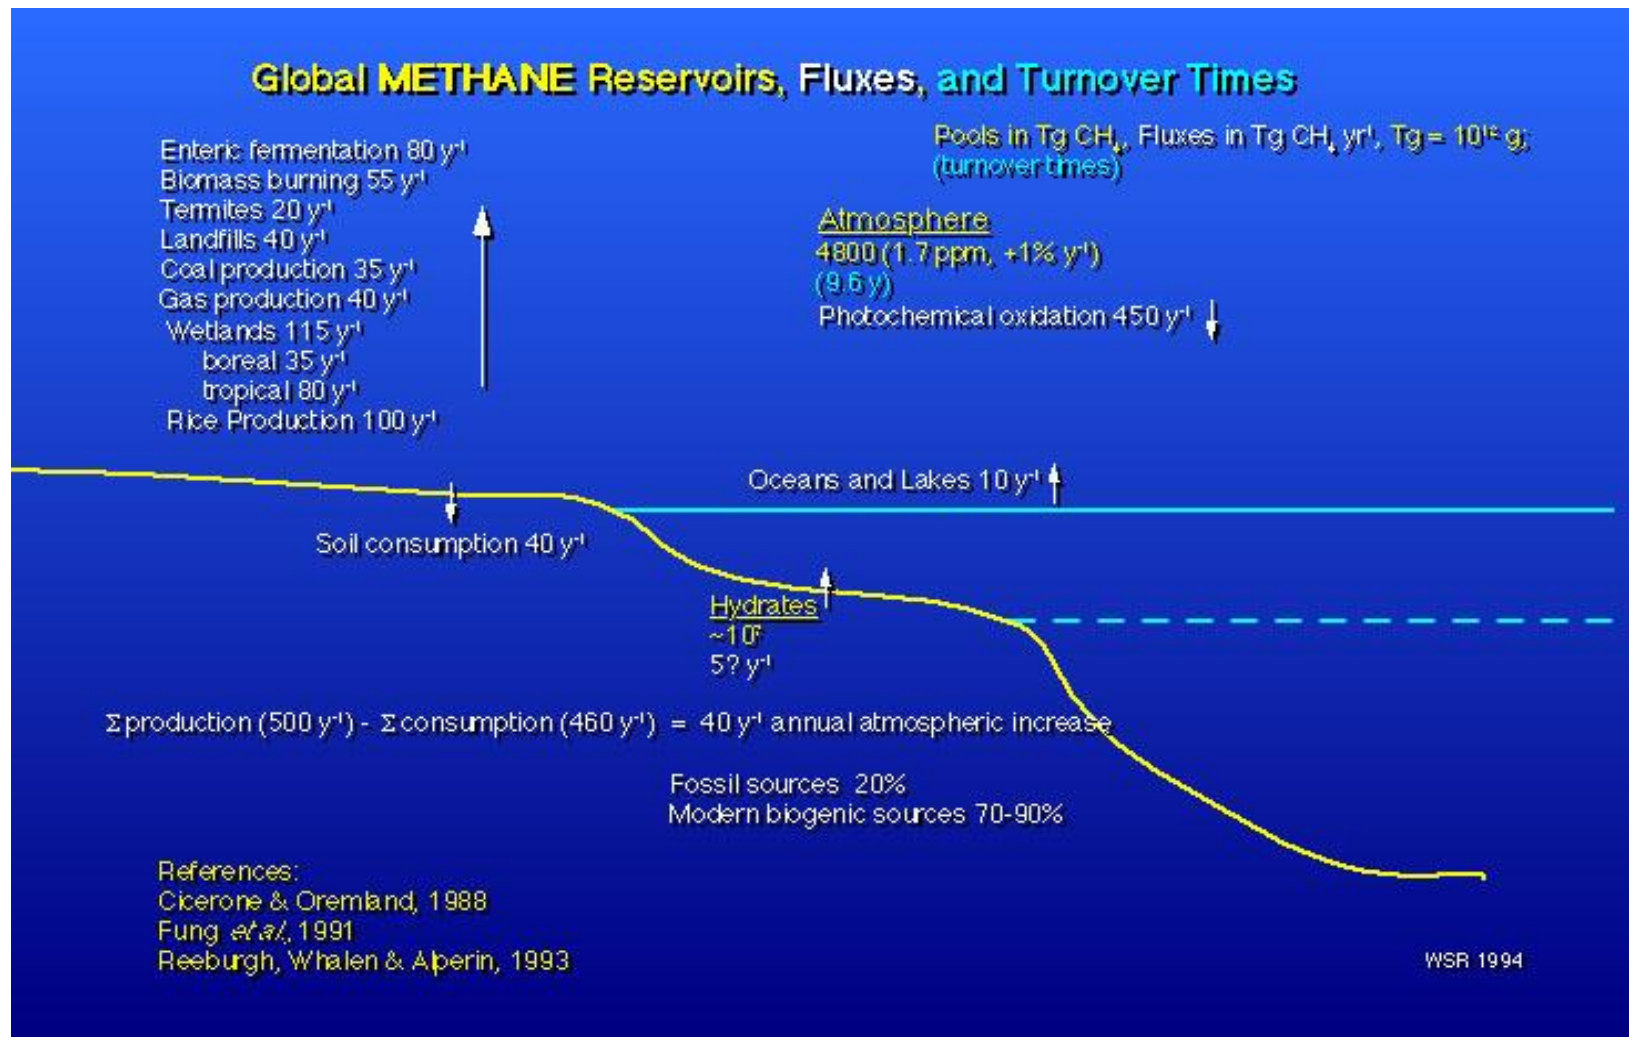 Global METHANE Reservoirs, Fluxes, and Turnover Times
Pools in Tg CH₄, Fluxes in Tg CH₄ yr⁻¹, Tg = 10¹² g;
(turnover times)
Enteric fermentation 80 y⁻¹
Biomass burning 55 y⁻¹
Termites 20 y⁻¹
Landfills 40 y⁻¹
Coal production 35 y⁻¹
Gas production 40 y⁻¹
Wetlands 115 y⁻¹
boreal 35 y⁻¹
tropical 80 y⁻¹
Rice Production 100 y⁻¹
Atmosphere
4800 (1.7 ppm, +1% y⁻¹)
(9.6 y)
Photochemical oxidation 450 y⁻¹
Oceans and Lakes 10 y⁻¹
Soil consumption 40 y⁻¹
Hydrates
~10⁷
5? y⁻¹
Σ production (500 y⁻¹) - Σ consumption (460 y⁻¹) = 40 y⁻¹ annual atmospheric increase
Fossil sources 20%
Modern biogenic sources 70-90%
References:
Cicerone & Oremland, 1988
Fung et al., 1991
Reeburgh, Whalen & Alperin, 1993
WSR 1994